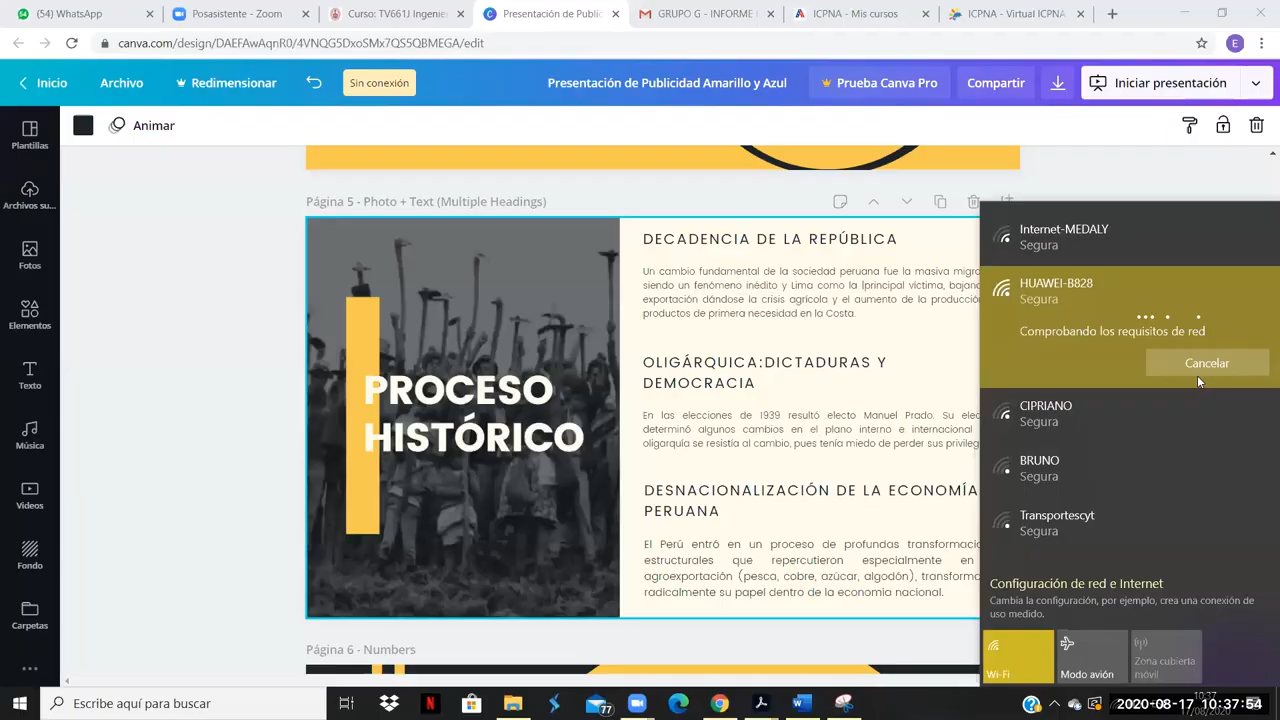 (54) WhatsApp
Posasistente - Zoom
Curso: TV661J Ingenie
Presentación de Public
GRUPO G - INFORME
ICPNA - Mis cursos
ICPNA - Virtual ICPNA
canva.com/design/DAEFAwAqnR0/4VNQG5DxoSMx7QS5QBMEGA/edit
E
Inicio
Archivo
Redimensionar
Sin conexión
Presentación de Publicidad Amarillo y Azul
Prueba Canva Pro
Compartir
Iniciar presentación
Animar
Plantillas
Archivos su...
Fotos
Elementos
Texto
Música
Videos
Fondo
Carpetas
Página 5 - Photo + Text (Multiple Headings)
PROCESO
HISTÓRICO
DECADENCIA DE LA REPÚBLICA
Un cambio fundamental de la sociedad peruana fue la masiva migra
siendo un fenómeno inédito y Lima como la principal víctima, bajand
exportación dándose la crisis agrícola y el aumento de la producció
productos de primera necesidad en la Costa.
OLIGÁRQUICA:DICTADURAS Y
DEMOCRACIA
En las elecciones de 1939 resultó electo Manuel Prado. Su elec
determinó algunos cambios en el plano interno e internacional
oligarquía se resistía al cambio, pues tenía miedo de perder sus privileg
DESNACIONALIZACIÓN DE LA ECONOMÍA
PERUANA
El Perú entró en un proceso de profundas transformacio
estructurales que repercutieron especialmente en
agroexportación (pesca, cobre, azúcar, algodón), transforma
radicalmente su papel dentro de la economía nacional.
Página 6 - Numbers
Internet-MEDALY
Segura
HUAWEI-B828
Segura
Comprobando los requisitos de red
Cancelar
CIPRIANO
Segura
BRUNO
Segura
Transportescyt
Segura
Configuración de red e Internet
Cambia la configuración, por ejemplo, crea una conexión de
uso medido.
Wi-Fi
Modo avión
Zona cubierta
móvil
Escribe aquí para buscar
77
10:37
2020-08-17 10:37:54
17/08/2020